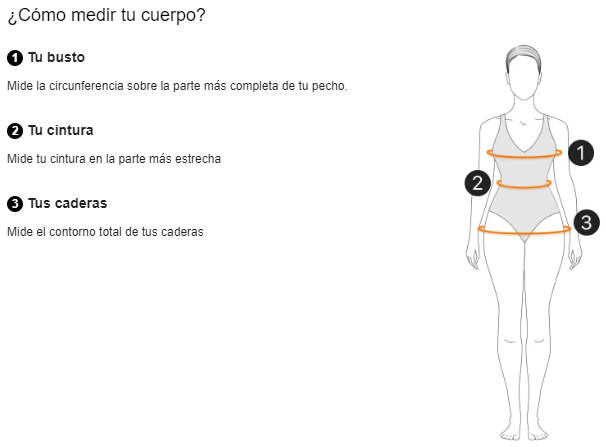 ¿Cómo medir tu cuerpo?
1 Tu busto
Mide la circunferencia sobre la parte más completa de tu pecho.
2 Tu cintura
Mide tu cintura en la parte más estrecha
3 Tus caderas
Mide el contorno total de tus caderas
1
2
3